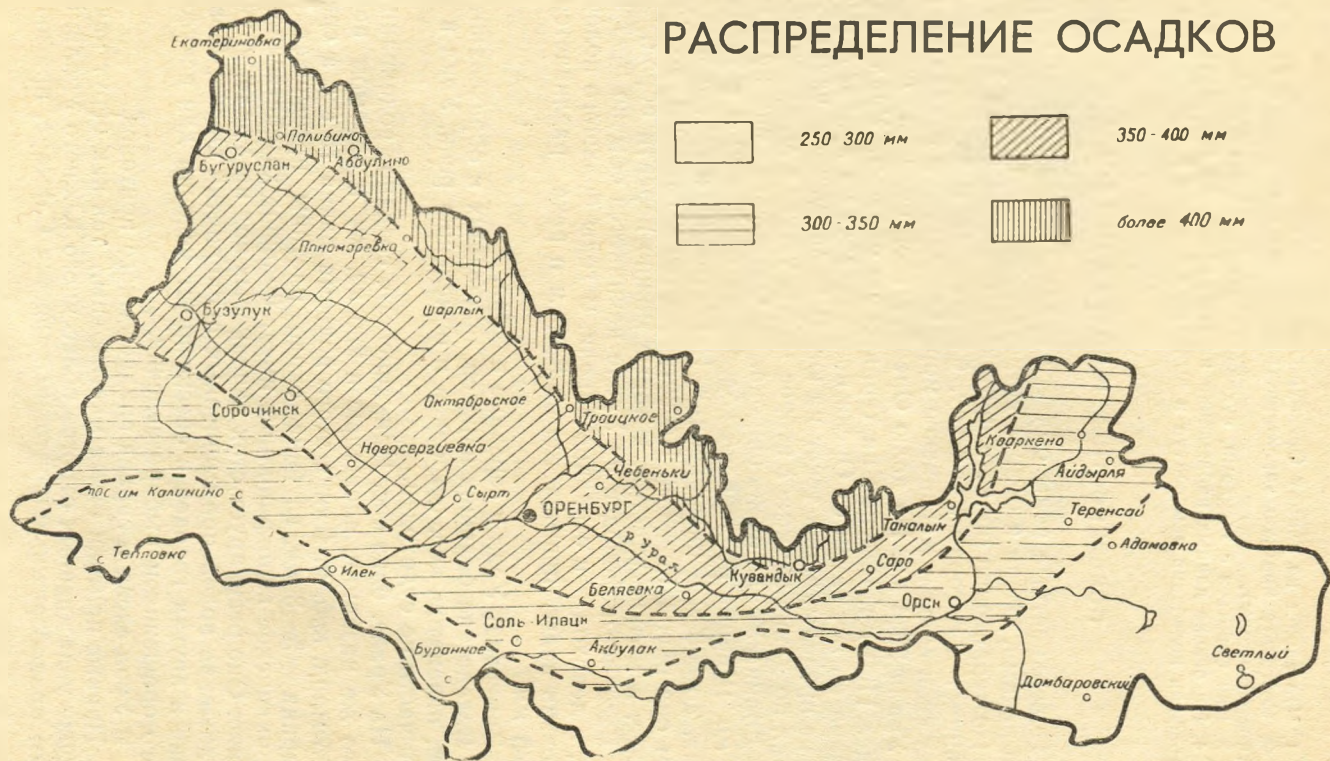 РАСПРЕДЕЛЕНИЕ ОСАДКОВ
250 300 мм
350-400 мм
300-350 мм
более 400 мм
Екатериновка
Полибино
Абдулино
Бугуруслан
Пономаревка
Шарлык
Бузулук
Октябрьское
Сорочинск
Троицкое
Новосергиевка
Чебеньки
Кваркено
Айдырля
пос им Калинино
Сырт
ОРЕНБУРГ
Таналык
Теренсай
Адамовка
Тепловка
Илек
р Урал
Кувандык
Сара
Беляевка
Орск
Соль-Илецк
Буранное
Акбулак
Светлый
Домбаровский